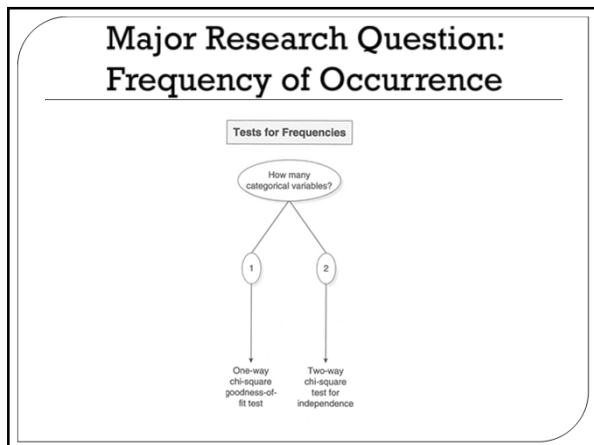 Major Research Question:
Frequency of Occurrence
Tests for Frequencies
How many
categorical variables?
1
2
One-way
chi-square
goodness-of-
fit test
Two-way
chi-square
test for
independence